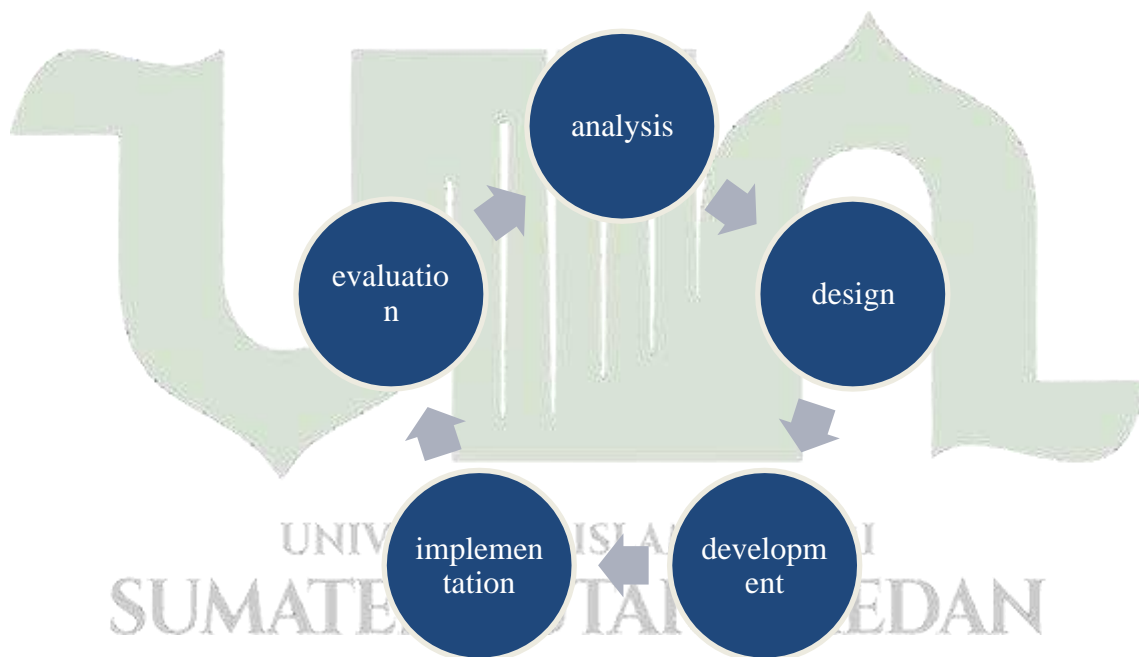 analysis
design
developm
ent
implemen
tation
evaluatio
n